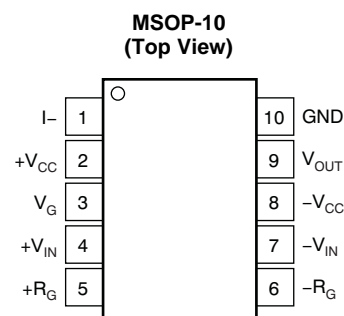 MSOP-10
(Top View)
I– 1 10 GND
+VCC 2 9 VOUT
VG 3 8 –VCC
+VIN 4 7 –VIN
+RG 5 6 –RG